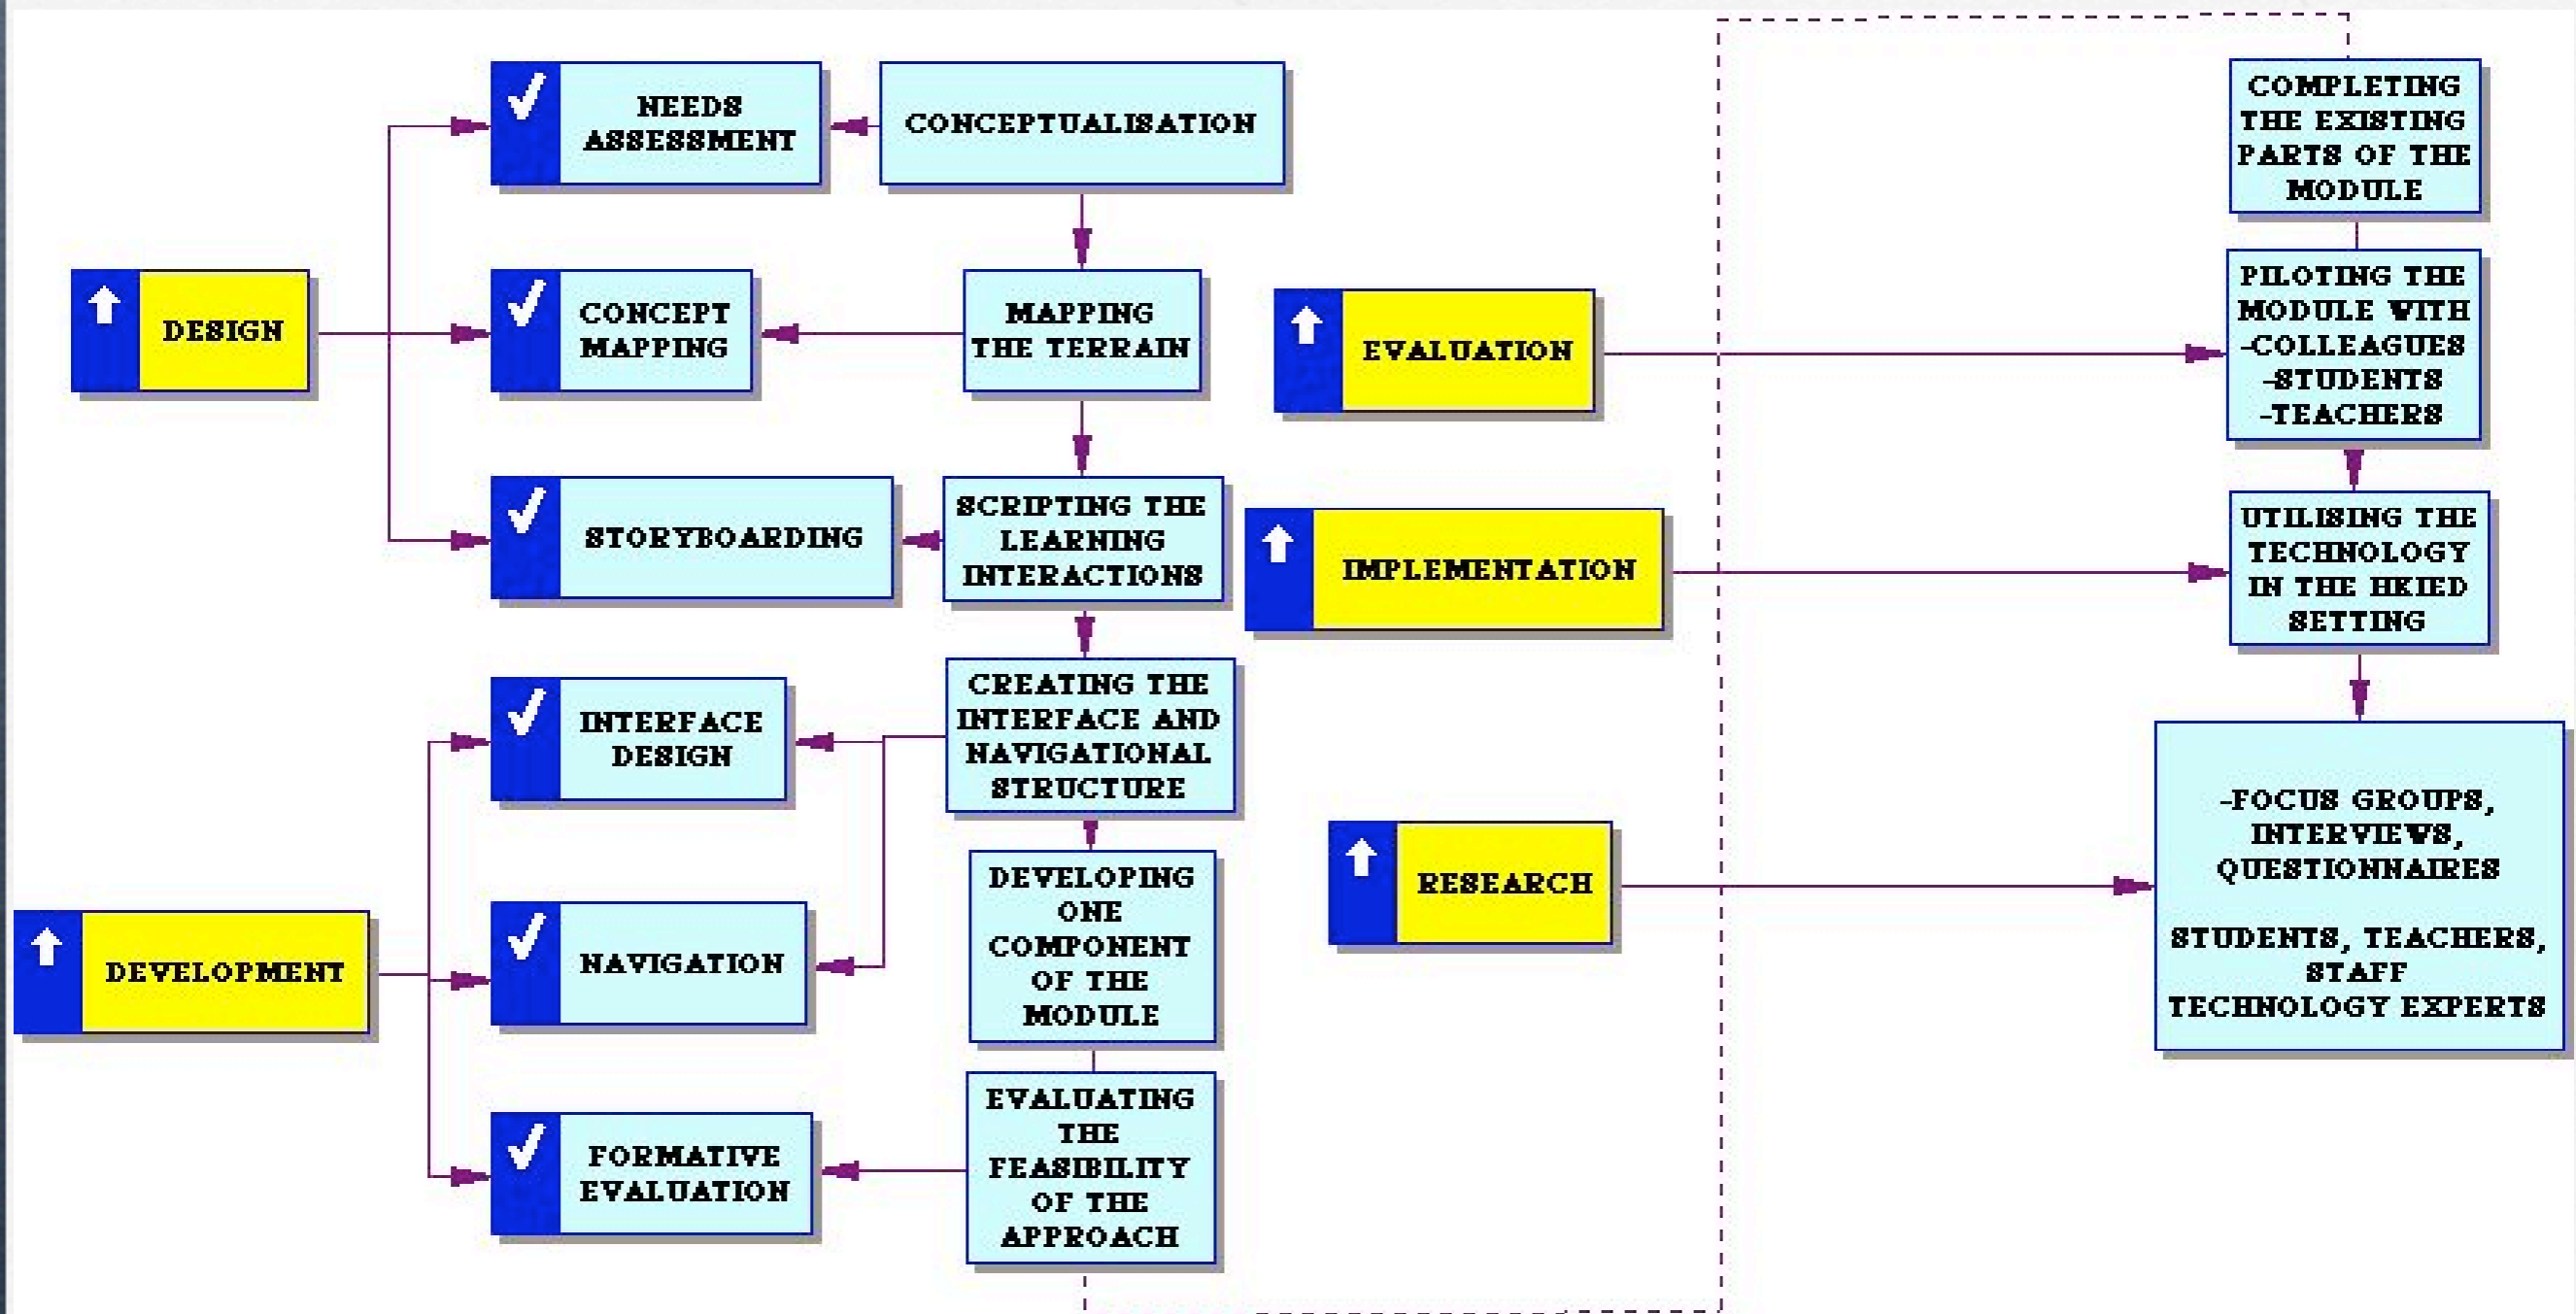 NEEDS
ASSESSMENT
CONCEPTUALISATION
DESIGN
CONCEPT
MAPPING
MAPPING
THE TERRAIN
STORYBOARDING
SCRIPTING THE
LEARNING
INTERACTIONS
INTERFACE
DESIGN
CREATING THE
INTERFACE AND
NAVIGATIONAL
STRUCTURE
DEVELOPMENT
NAVIGATION
DEVELOPING
ONE
COMPONENT
OF THE
MODULE
FORMATIVE
EVALUATION
EVALUATING
THE
FEASIBILITY
OF THE
APPROACH
COMPLETING
THE EXISTING
PARTS OF THE
MODULE
EVALUATION
PILOTING THE
MODULE WITH
-COLLEAGUES
-STUDENTS
-TEACHERS
IMPLEMENTATION
UTILISING THE
TECHNOLOGY
IN THE HKIED
SETTING
RESEARCH
-FOCUS GROUPS,
INTERVIEWS,
QUESTIONNAIRES
STUDENTS, TEACHERS,
STAFF
TECHNOLOGY EXPERTS